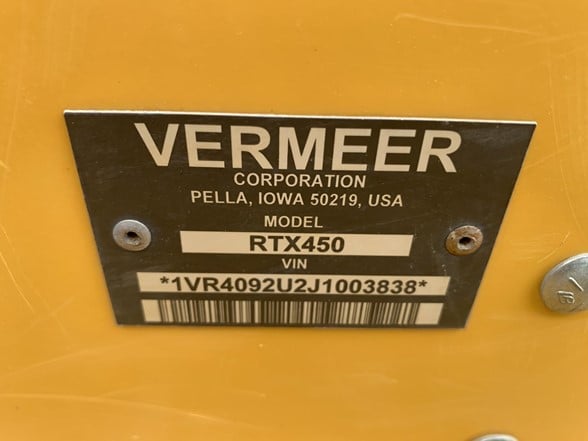 VERMEER
CORPORATION
PELLA, IOWA 50219, USA
MODEL
RTX450
VIN
*1VR4092U2J1003838*